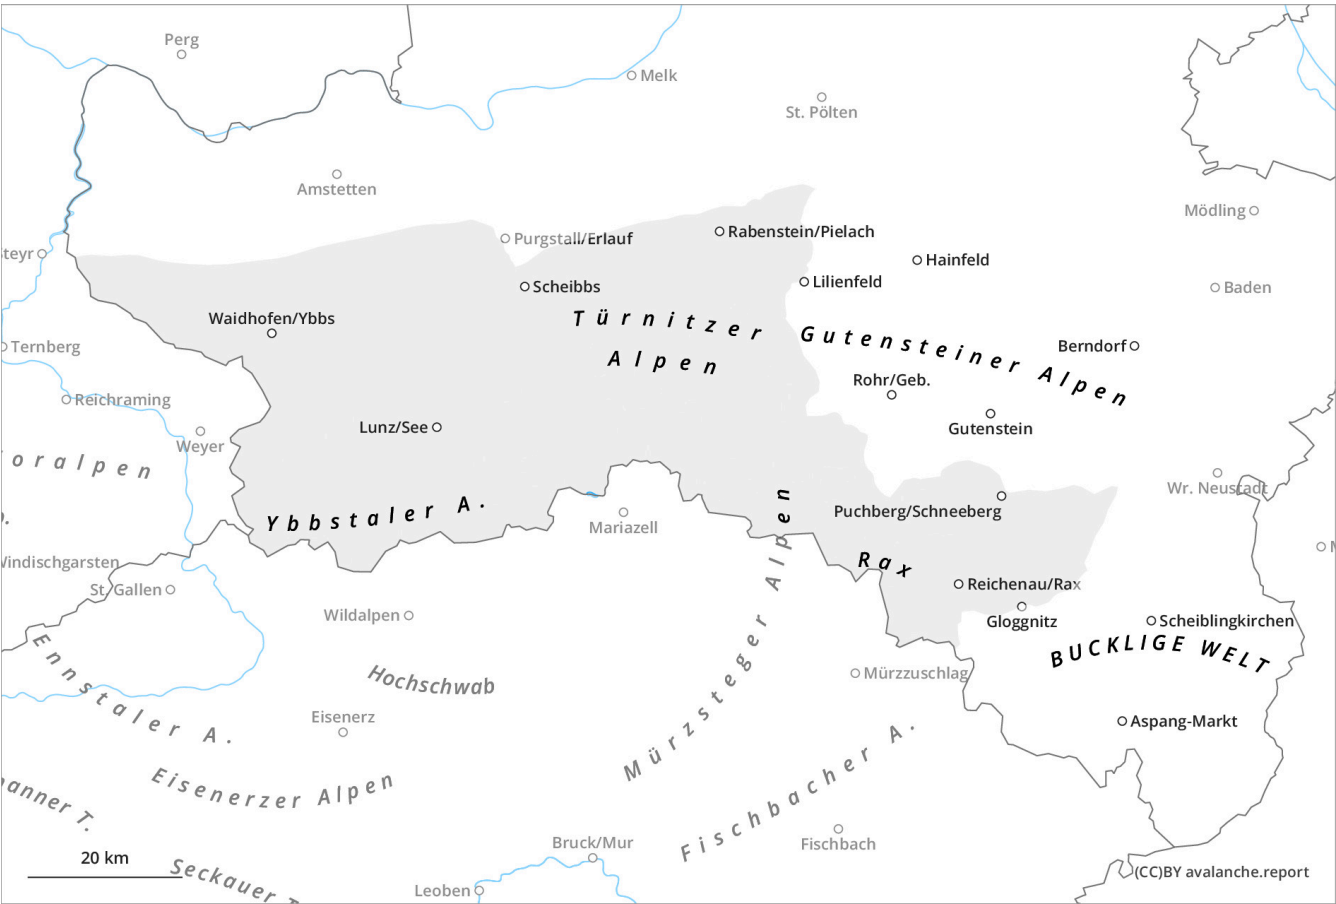 Perg
Melk
St. Pölten
Amstetten
Mödling
Purgstall/Erlauf
Rabenstein/Pielach
Hainfeld
steyr
Scheibbs
Lilienfeld
Baden
Waidhofen/Ybbs
Türnitzer
Alpen
Gutensteiner Alpen
Berndorf
Ternberg
Rohr/Geb.
Reichraming
Gutenstein
Lunz/See
Weyer
oralpen
Wr. Neustadt
Ybbstaler A.
Puchberg/Schneeberg
Mariazell
Windischgarsten
Rax
St. Gallen
Reichenau/Rax
Wildalpen
Gloggnitz
Scheiblingkirchen
BUCKLIGE WELT
Ennstaler A.
Hochschwab
Mürzsteger Alpen
Mürzzuschlag
Eisenerz
Aspang-Markt
Eisenerzer Alpen
Fischbacher A.
anner T.
Bruck/Mur
Fischbach
20 km
Seckauer T
Leoben
(CC)BY avalanche.report